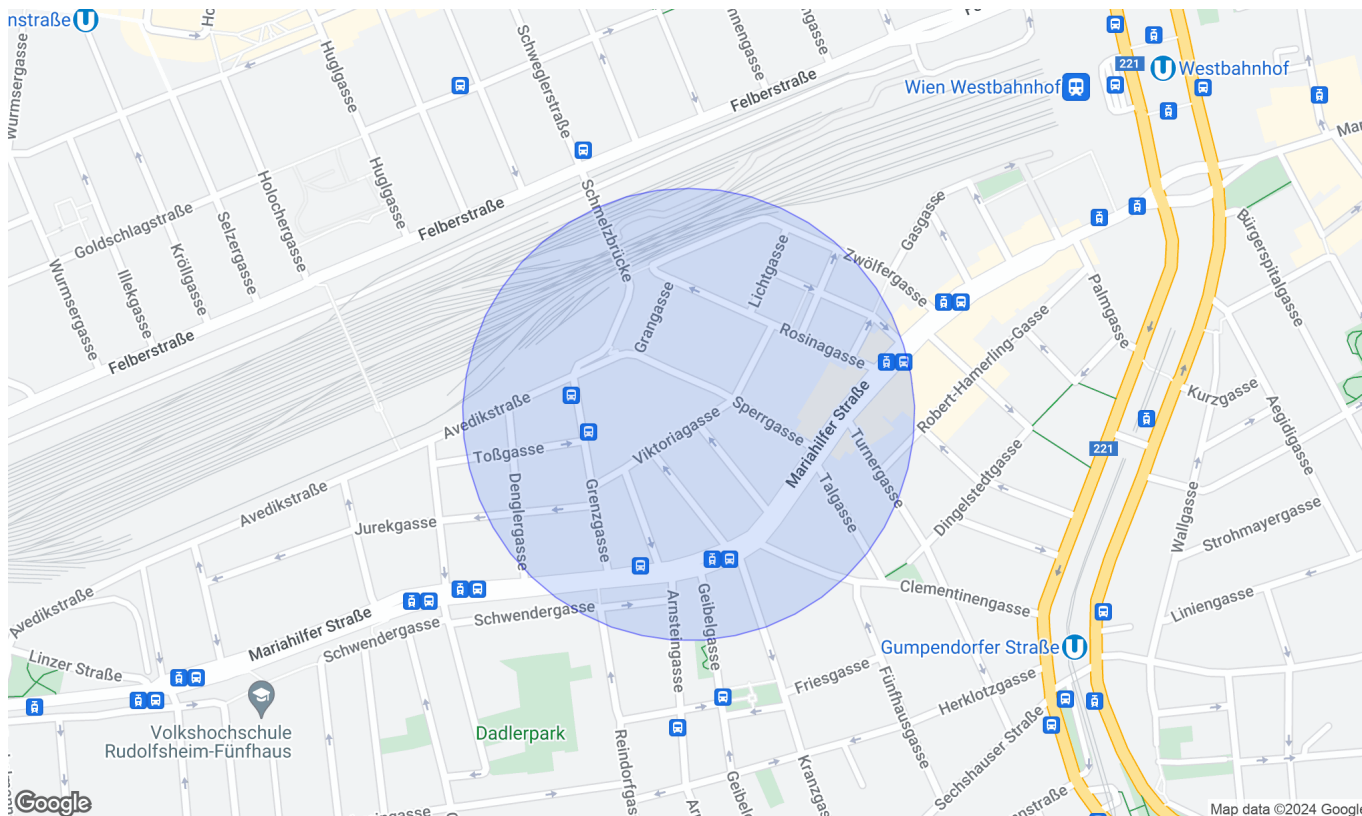 nstraße
Wurmsergasse
Huglgasse
Schweglerstraße
Felberstraße
221
Westbahnhof
Wien Westbahnhof
Mar
Huglgasse
Holochergasse
Selzergasse
Goldschlagstraße
Kröllgasse
Illekgasse
Wurmsergasse
Felberstraße
Felberstraße
Schmelzbrücke
Lichtgasse
Gasgasse
Zwölfergasse
Bürgerspitalgasse
Palmgasse
Grangasse
Rosinagasse
Robert-Hamerling-Gasse
Kurzgasse
Aegidigasse
Avedikstraße
Sperrgasse
Mariahilfer Straße
Viktoriagasse
Toßgasse
Turnergasse
221
Talgasse
Dingelstedtgasse
Denglergasse
Grenzgasse
Avedikstraße
Jurekgasse
Wallgasse
Strohmayergasse
Avedikstraße
Mariahilfer Straße
Schwendergasse
Schwendergasse
Arnsteingasse
Geibelgasse
Clementinengasse
Liniengasse
Linzer Straße
Gumpendorfer Straße
Friesgasse
Fünfhausgasse
Herklotzgasse
Volkshochschule
Rudolfsheim-Fünfhaus
Dadlerpark
Reindorfgas
Sechshauser Straße
Kranzgas
Geibel
Google
Map data ©2024 Google